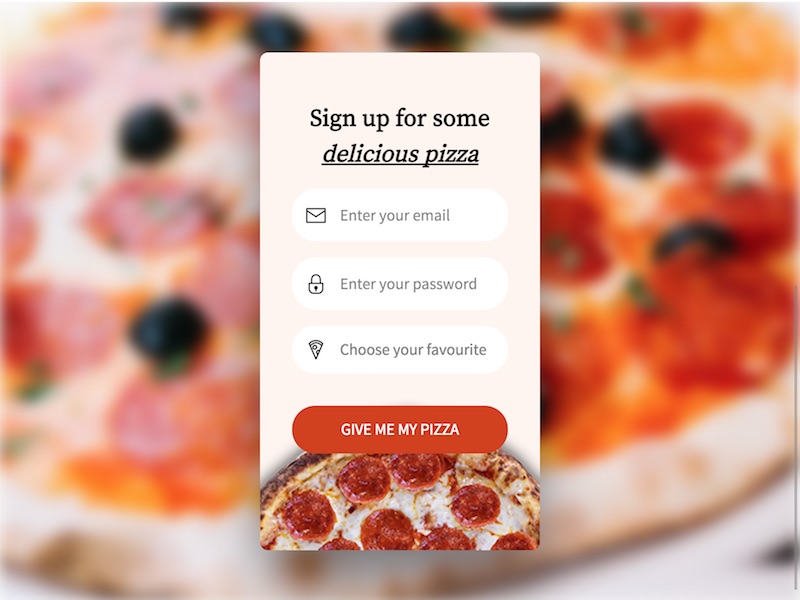 Sign up for some
delicious pizza
Enter your email
Enter your password
Choose your favourite
GIVE ME MY PIZZA